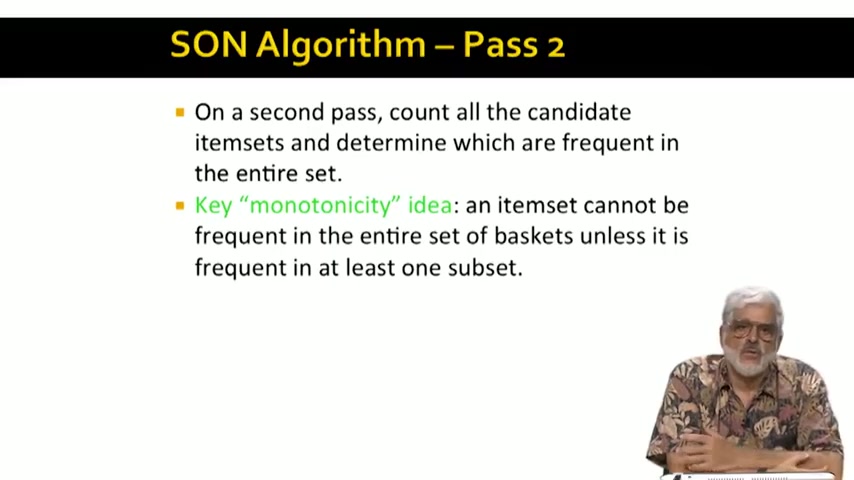 SON Algorithm – Pass 2
On a second pass, count all the candidate
itemsets and determine which are frequent in
the entire set.
Key “monotonicity” idea: an itemset cannot be
frequent in the entire set of baskets unless it is
frequent in at least one subset.